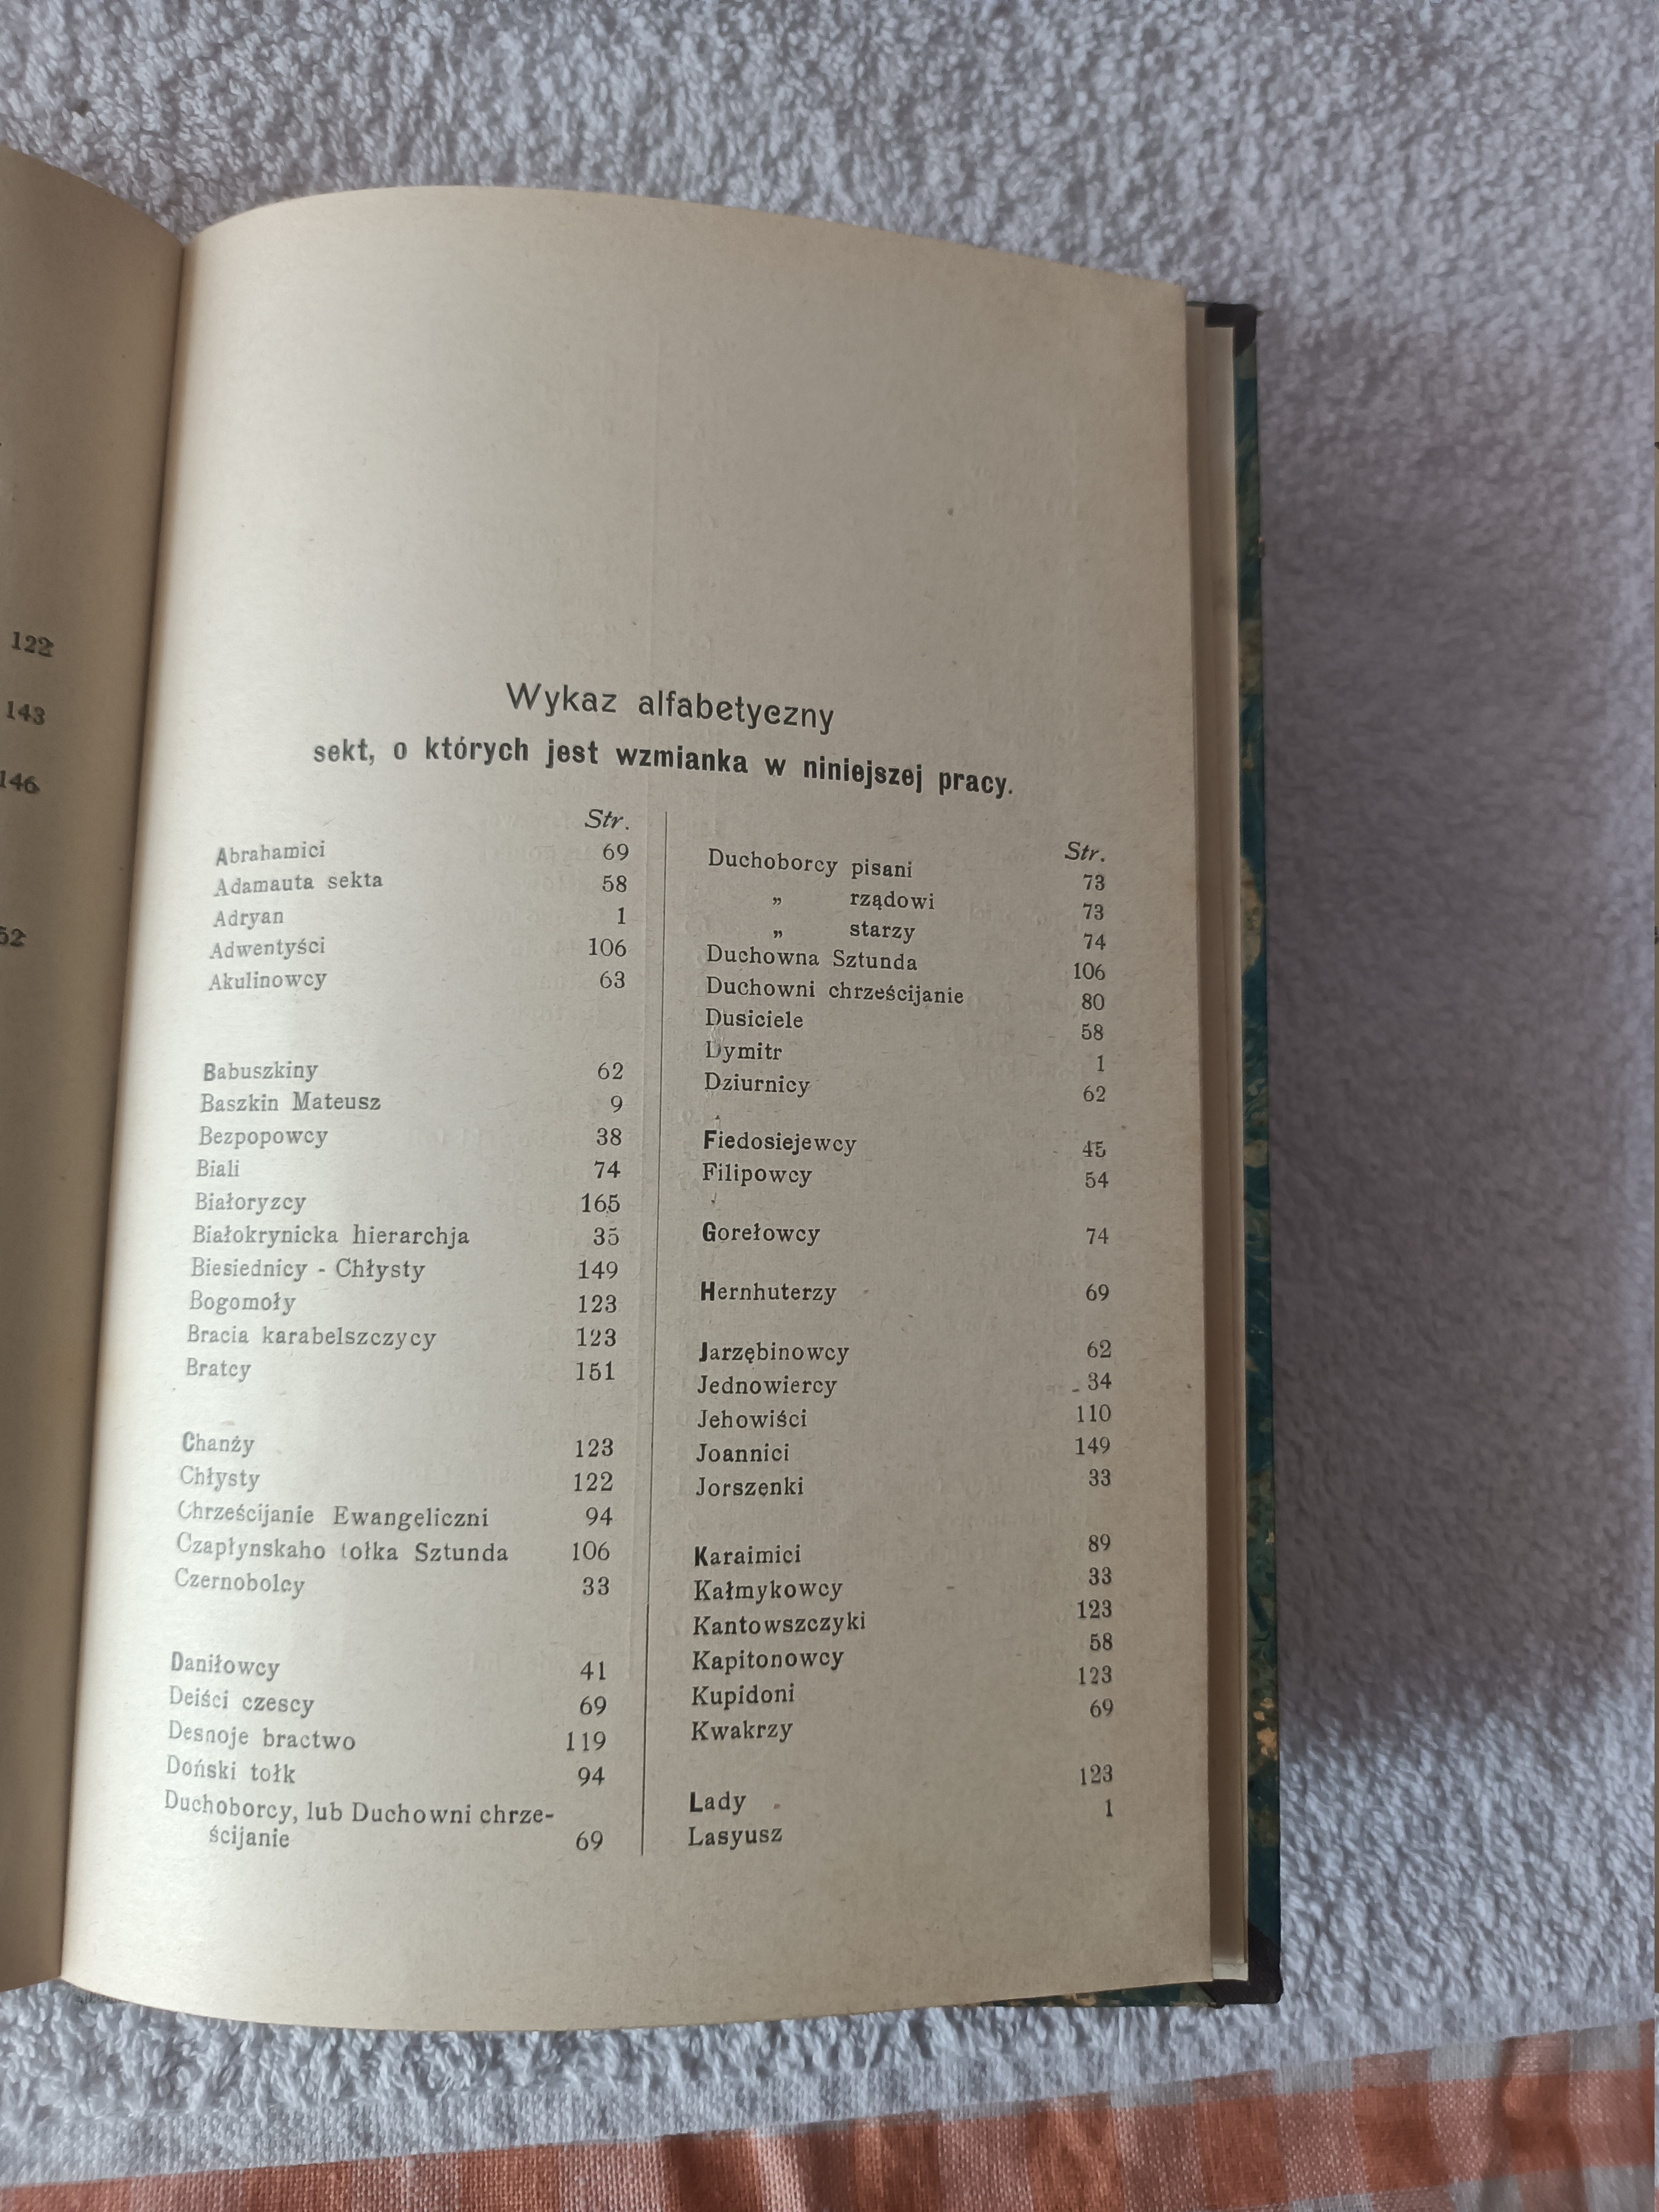 122
143
146
52
Wykaz alfabetyczny
sekt, o których jest wzmianka w niniejszej pracy.
Str.
Abrahamici 69
Adamauta sekta 58
Adryan 1
Adwentyści 106
Akulinowcy 63
Babuszkiny 62
Baszkin Mateusz 9
Bezpopowcy 38
Biali 74
Białoryzcy 165
Białokrynicka hierarchja 35
Biesiednicy - Chłysty 149
Bogomoły 123
Bracia karabelszczycy 123
Bratcy 151
Chanży 123
Chłysty 122
Chrześcijanie Ewangeliczni 94
Czapłynskaho tołka Sztunda 106
Czernobolcy 33
Daniłowcy 41
Deiści czescy 69
Desnoje bractwo 119
Doński tołk 94
Duchoborcy, lub Duchowni chrze-
ścijanie 69
Str.
Duchoborcy pisani 73
„ rządowi 73
„ starzy 74
Duchowna Sztunda 106
Duchowni chrześcijanie 80
Dusiciele 58
Dymitr 1
Dziurnicy 62
Fiedosiejewcy 45
Filipowcy 54
Gorełowcy 74
Hernhuterzy 69
Jarzębinowcy 62
Jednowiercy 34
Jehowiści 110
Joannici 149
Jorszenki 33
Karaimici 89
Kałmykowcy 33
Kantowszczyki 123
Kapitonowcy 58
Kupidoni 123
Kwakrzy 69
Lady 123
Lasyusz 1